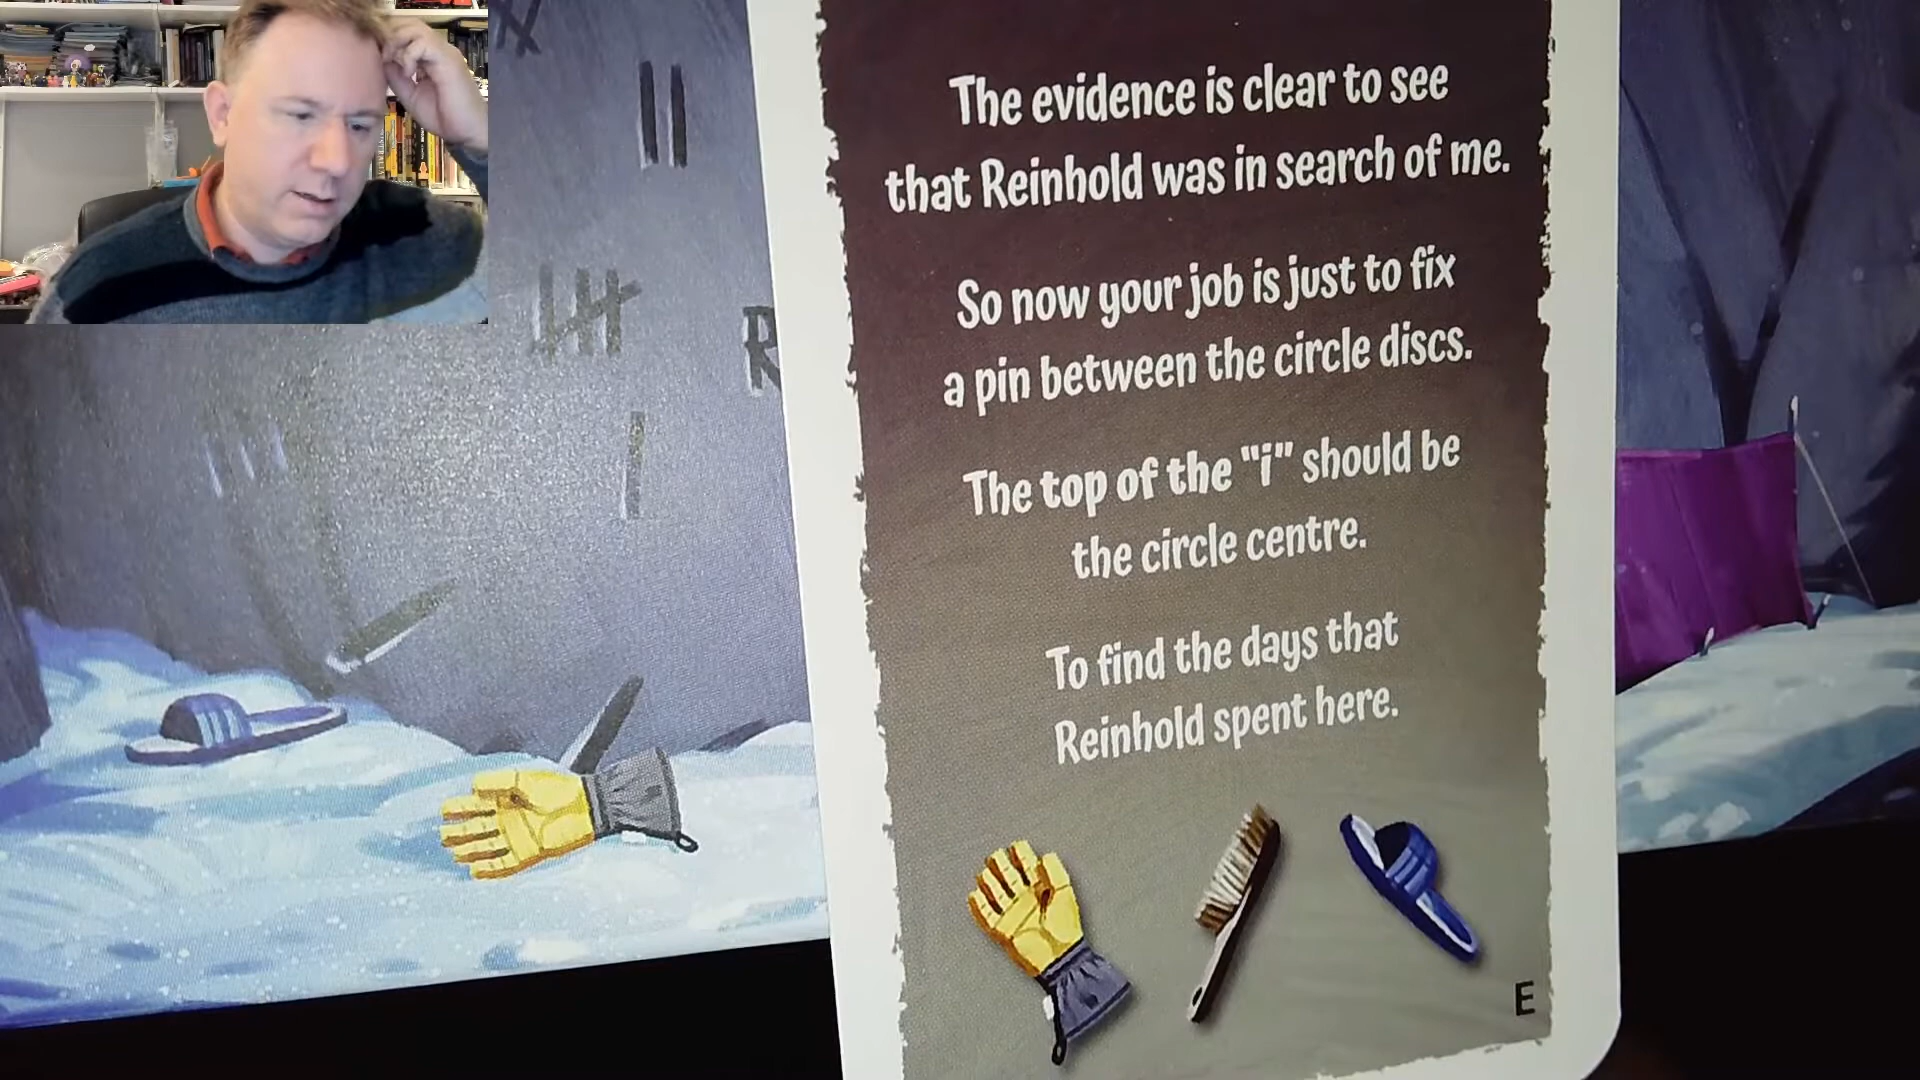 The evidence is clear to see
that Reinhold was in search of me.
So now your job is just to fix
a pin between the circle discs.
The top of the "i" should be
the circle centre.
To find the days that
Reinhold spent here.
E
R